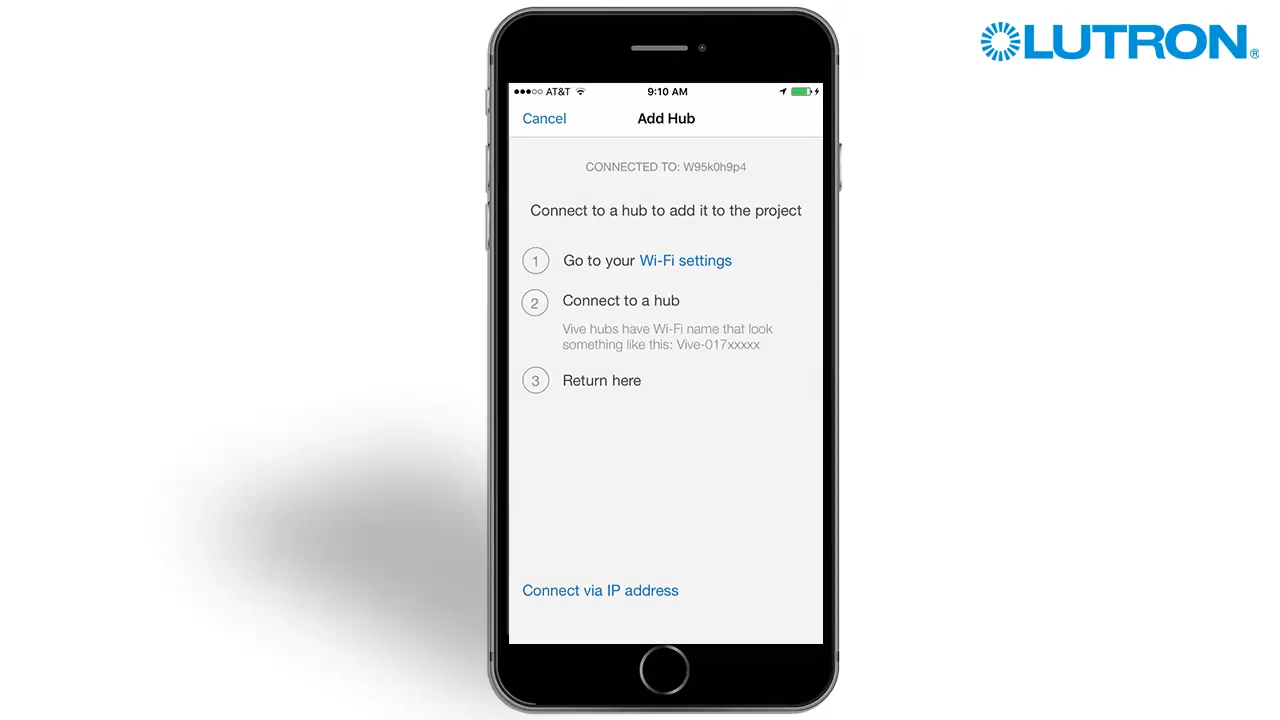 LUTRON®
AT&T 9:10 AM
Cancel Add Hub
CONNECTED TO: W95k0h9p4
Connect to a hub to add it to the project
1 Go to your Wi-Fi settings
2 Connect to a hub
Vive hubs have Wi-Fi name that look
something like this: Vive-017xxxxx
3 Return here
Connect via IP address